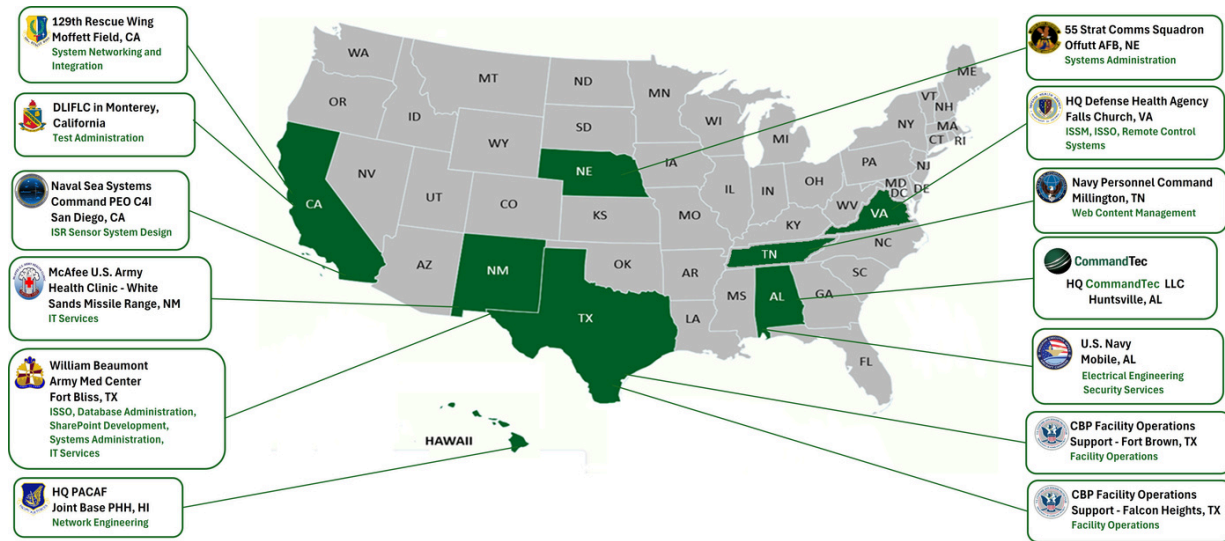 129th Rescue Wing
Moffett Field, CA
System Networking and
Integration
DLIFLC in Monterey,
California
Test Administration
Naval Sea Systems
Command PEO C4I
San Diego, CA
ISR Sensor System Design
McAfee U.S. Army
Health Clinic - White
Sands Missile Range, NM
IT Services
William Beaumont
Army Med Center
Fort Bliss, TX
ISSO, Database Administration,
SharePoint Development,
Systems Administration,
IT Services
HQ PACAF
Joint Base PHH, HI
Network Engineering
WA
OR
ID
MT
ND
SD
WY
NV
UT
CO
CA
AZ
NM
NE
KS
OK
TX
MN
IA
MO
AR
LA
WI
IL
IN
MI
OH
KY
TN
MS
AL
GA
FL
SC
NC
VA
WV
PA
NY
MD
DC
DE
NJ
CT
RI
MA
VT
NH
ME
HAWAII
55 Strat Comms Squadron
Offutt AFB, NE
Systems Administration
HQ Defense Health Agency
Falls Church, VA
ISSM, ISSO, Remote Control
Systems
Navy Personnel Command
Millington, TN
Web Content Management
CommandTec
HQ CommandTec LLC
Huntsville, AL
U.S. Navy
Mobile, AL
Electrical Engineering
Security Services
CBP Facility Operations
Support - Fort Brown, TX
Facility Operations
CBP Facility Operations
Support - Falcon Heights, TX
Facility Operations